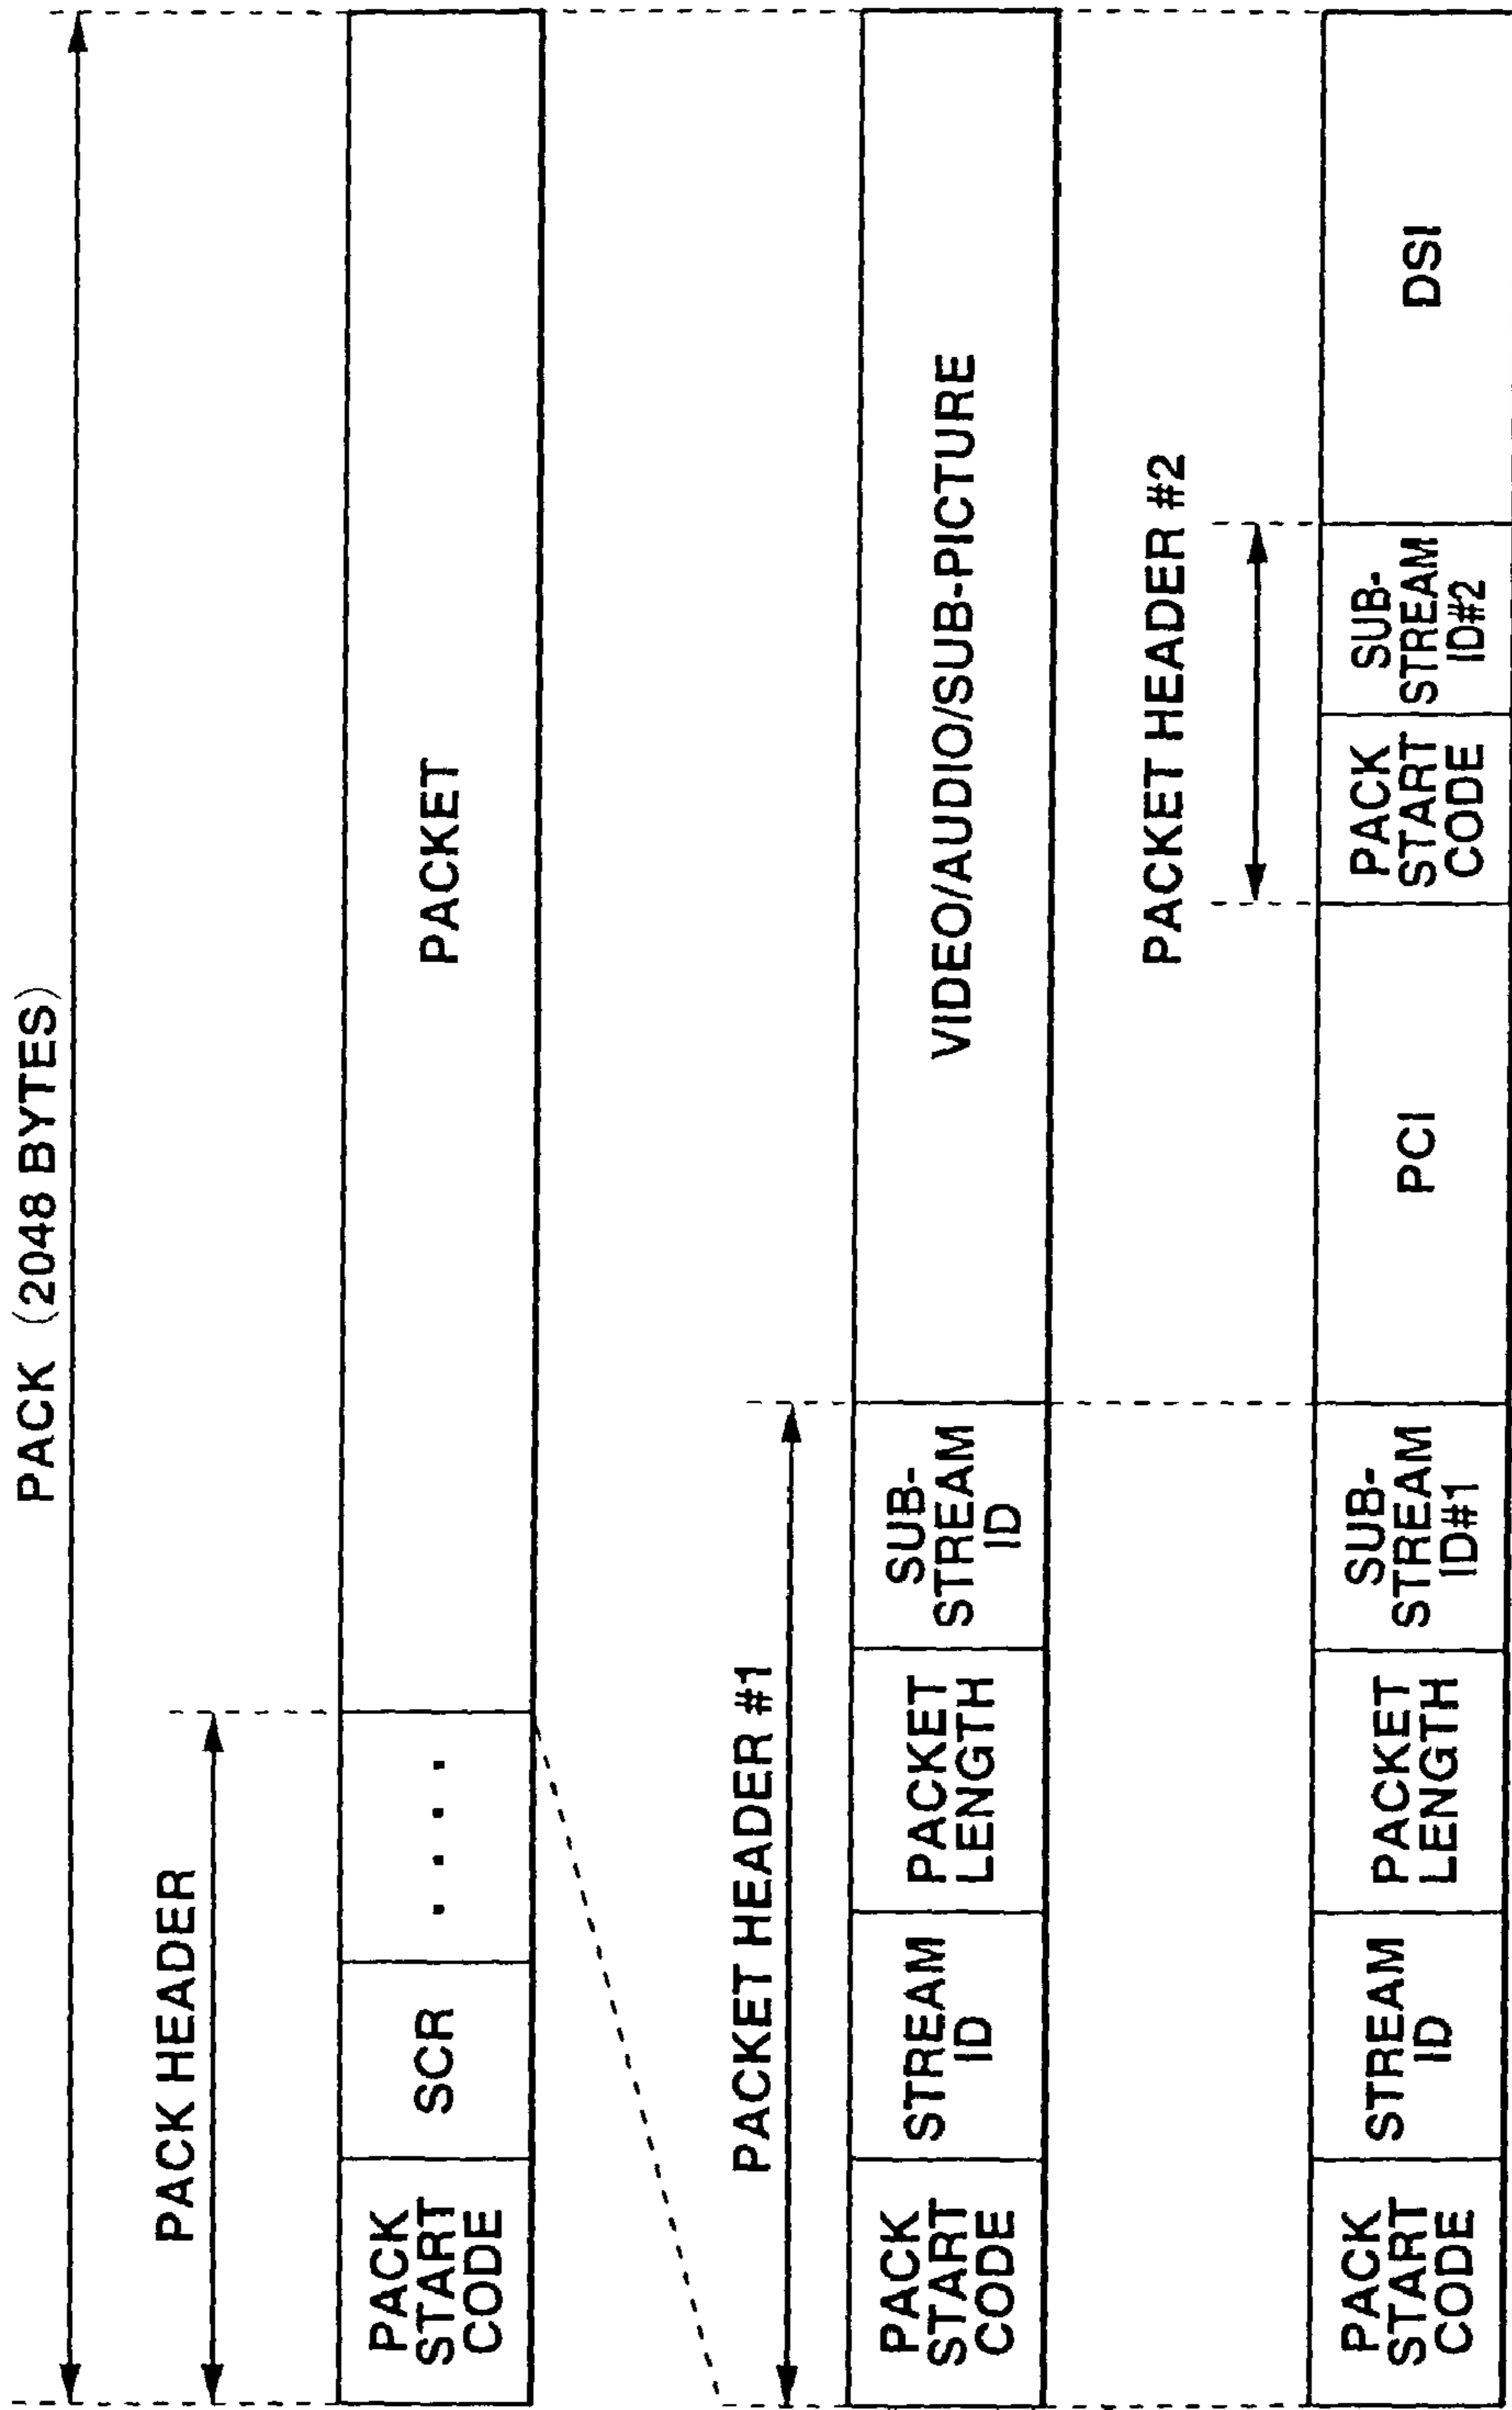 PACK (2048 BYTES)
PACK HEADER
PACK
START
CODE
SCR
. . . .
PACKET
PACKET HEADER #1
PACK
START
CODE
STREAM
ID
PACKET
LENGTH
SUB-
STREAM
ID
VIDEO/AUDIO/SUB-PICTURE
PACKET HEADER #2
PACK
START
CODE
STREAM
ID
PACKET
LENGTH
SUB-
STREAM
ID#1
PCI
PACK
START
CODE
SUB-
STREAM
ID#2
DSI